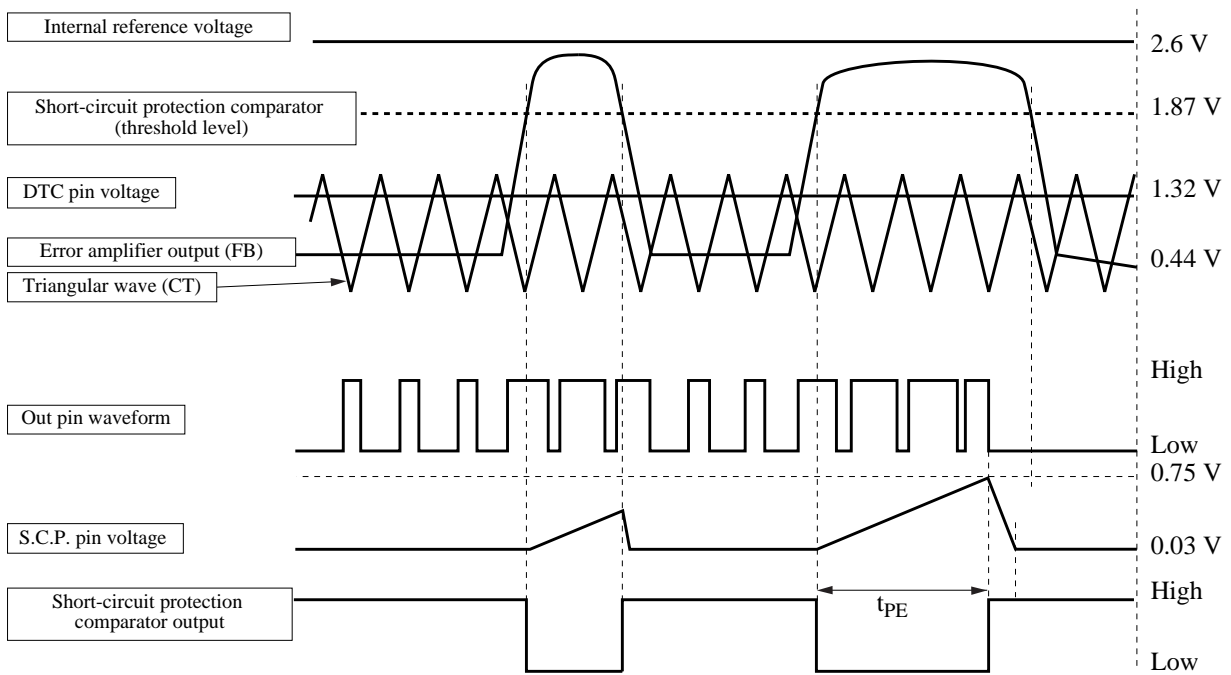 Internal reference voltage
2.6 V
Short-circuit protection comparator
(threshold level)
1.87 V
DTC pin voltage
1.32 V
Error amplifier output (FB)
0.44 V
Triangular wave (CT)
High
Out pin waveform
Low
0.75 V
S.C.P. pin voltage
0.03 V
Short-circuit protection
comparator output
High
tPE
Low